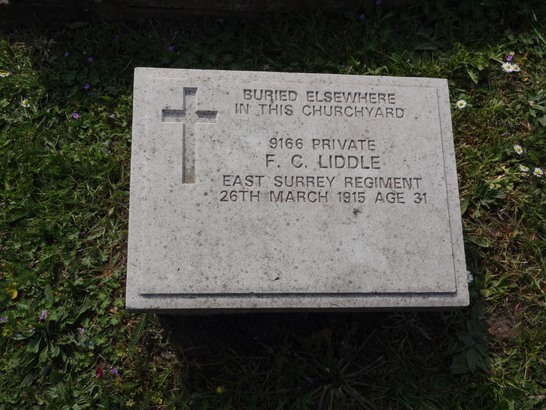 BURIED ELSEWHERE
IN THIS CHURCHYARD
9166 PRIVATE
F. C. LIDDLE
EAST SURREY REGIMENT
26TH MARCH 1915 AGE 31